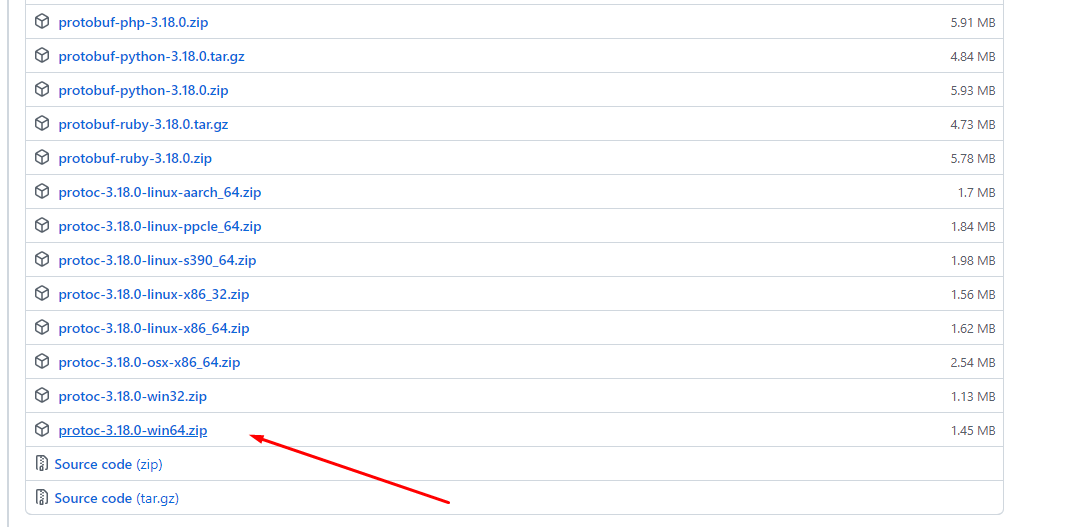 protobuf-php-3.18.0.zip 5.91 MB
protobuf-python-3.18.0.tar.gz 4.84 MB
protobuf-python-3.18.0.zip 5.93 MB
protobuf-ruby-3.18.0.tar.gz 4.73 MB
protobuf-ruby-3.18.0.zip 5.78 MB
protoc-3.18.0-linux-aarch_64.zip 1.7 MB
protoc-3.18.0-linux-ppcle_64.zip 1.84 MB
protoc-3.18.0-linux-s390_64.zip 1.98 MB
protoc-3.18.0-linux-x86_32.zip 1.56 MB
protoc-3.18.0-linux-x86_64.zip 1.62 MB
protoc-3.18.0-osx-x86_64.zip 2.54 MB
protoc-3.18.0-win32.zip 1.13 MB
protoc-3.18.0-win64.zip 1.45 MB
Source code (zip)
Source code (tar.gz)